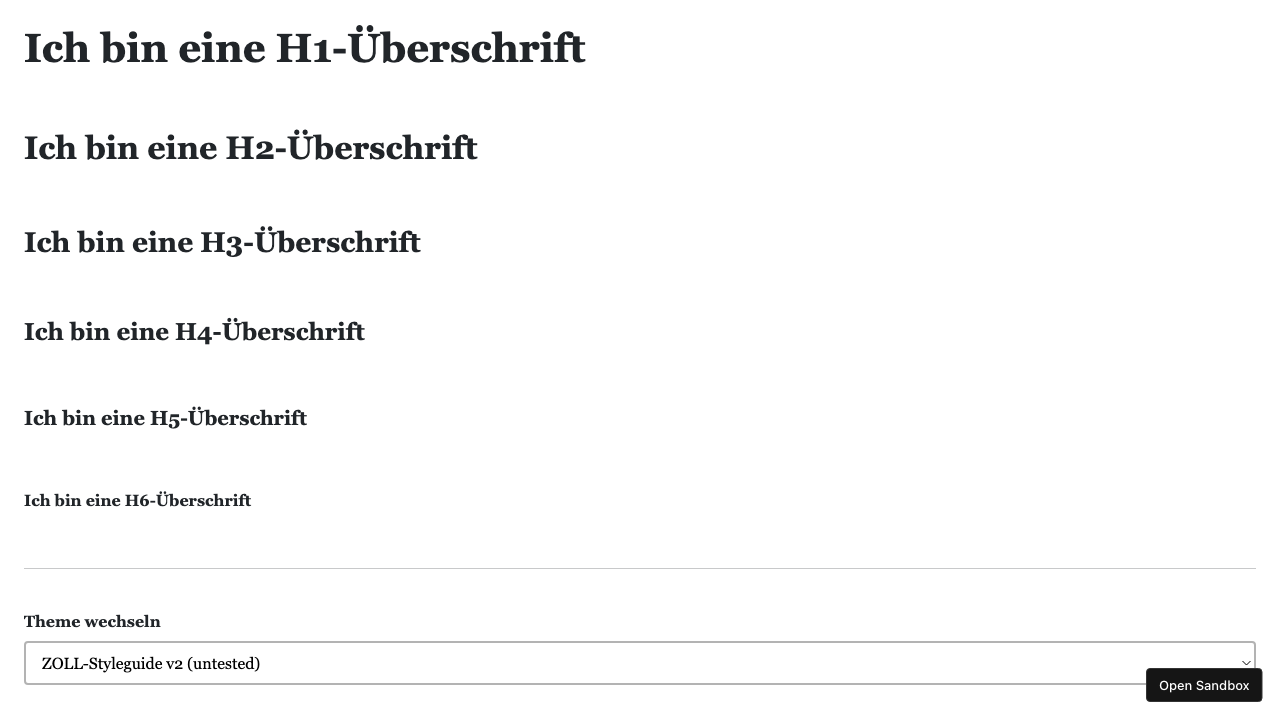 Ich bin eine H1-Überschrift
Ich bin eine H2-Überschrift
Ich bin eine H3-Überschrift
Ich bin eine H4-Überschrift
Ich bin eine H5-Überschrift
Ich bin eine H6-Überschrift
Theme wechseln
ZOLL-Styleguide v2 (untested)
Open Sandbox